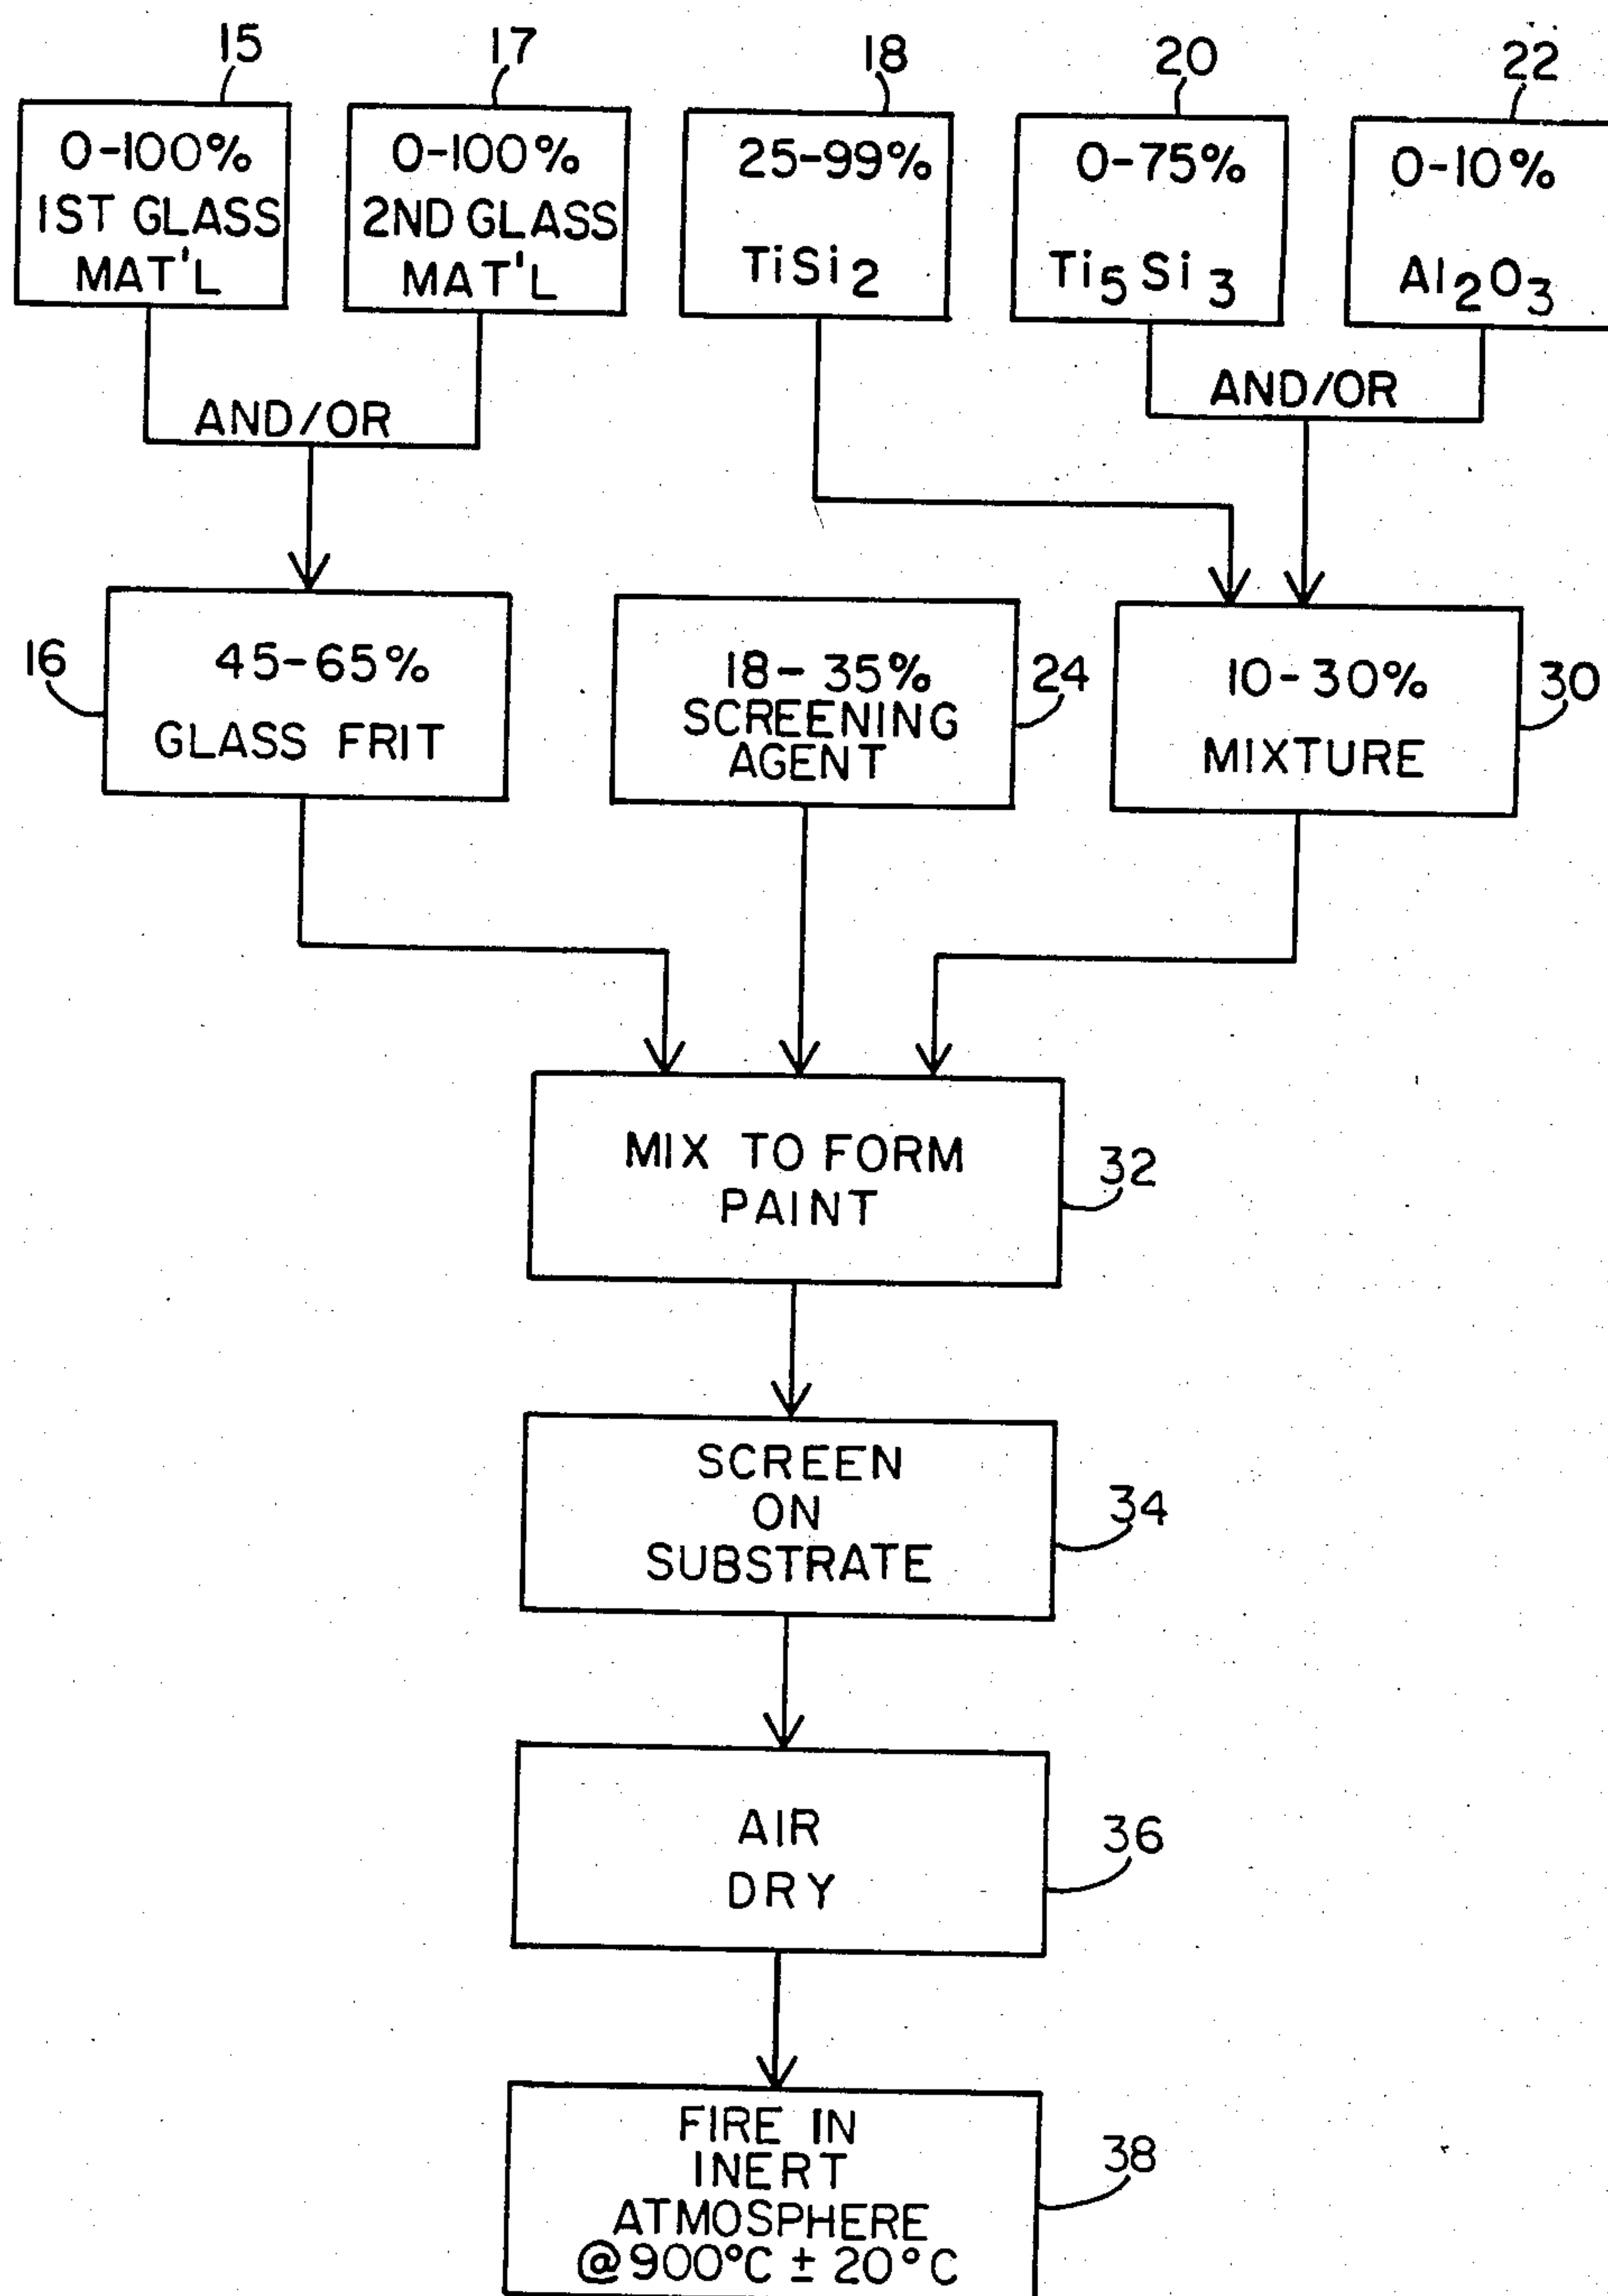 15
17
18
20
22
0-100%
1ST GLASS
MAT'L
0-100%
2ND GLASS
MAT'L
25-99%
TiSi2
0-75%
Ti5Si3
0-10%
Al2O3
AND/OR
AND/OR
16
45-65%
GLASS FRIT
18-35%
SCREENING
AGENT
24
10-30%
MIXTURE
30
MIX TO FORM
PAINT
32
SCREEN
ON
SUBSTRATE
34
AIR
DRY
36
FIRE IN
INERT
ATMOSPHERE
@900°C ± 20°C
38